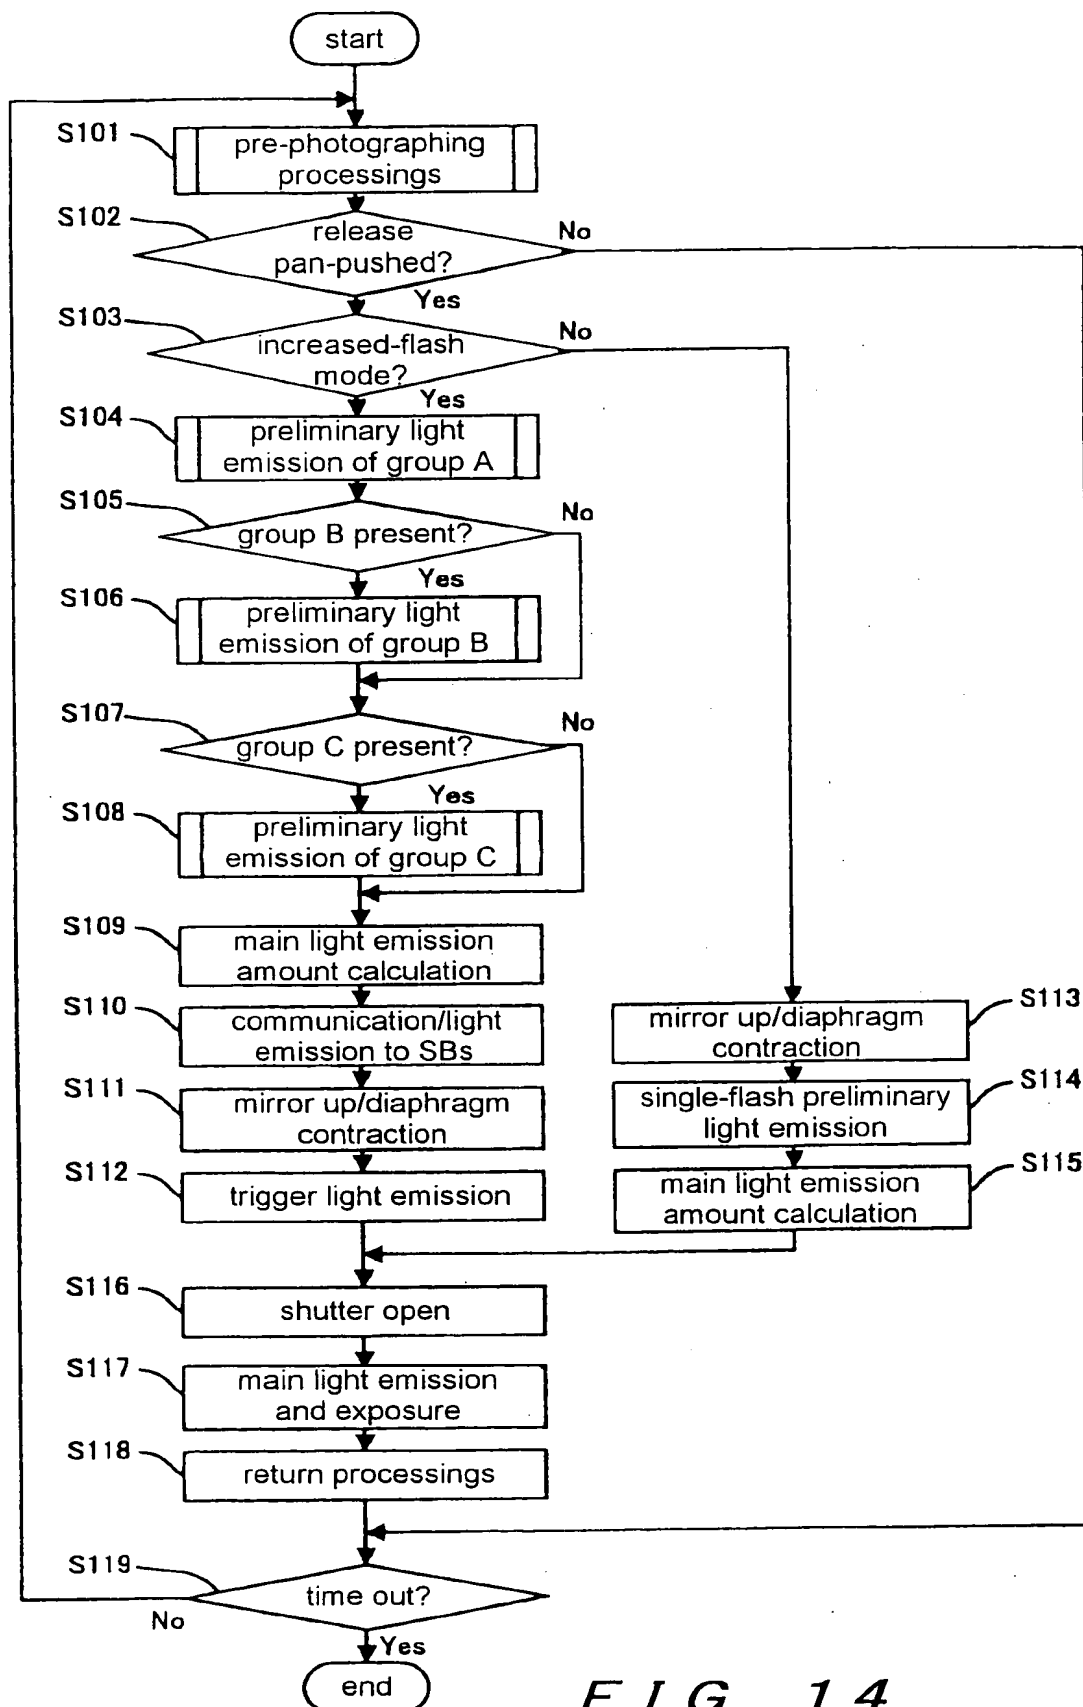 start
S101
pre-photographing
processings
S102
release
pan-pushed?
No
Yes
S103
increased-flash
mode?
No
Yes
S104
preliminary light
emission of group A
S105
group B present?
No
Yes
S106
preliminary light
emission of group B
S107
group C present?
No
Yes
S108
preliminary light
emission of group C
S109
main light emission
amount calculation
S110
communication/light
emission to SBs
S111
mirror up/diaphragm
contraction
S112
trigger light emission
S113
mirror up/diaphragm
contraction
S114
single-flash preliminary
light emission
S115
main light emission
amount calculation
S116
shutter open
S117
main light emission
and exposure
S118
return processings
S119
time out?
No
Yes
end
FIG. 14